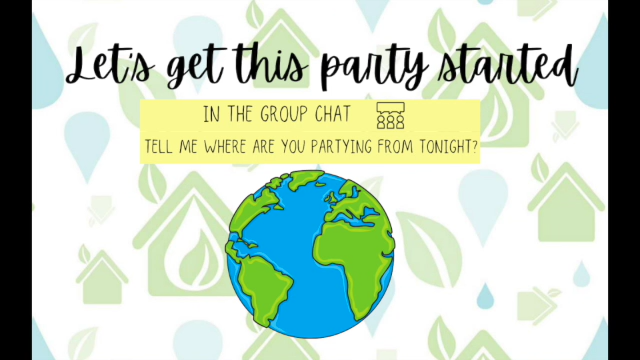 Let's get this party started
IN THE GROUP CHAT
TELL ME WHERE ARE YOU PARTYING FROM TONIGHT?